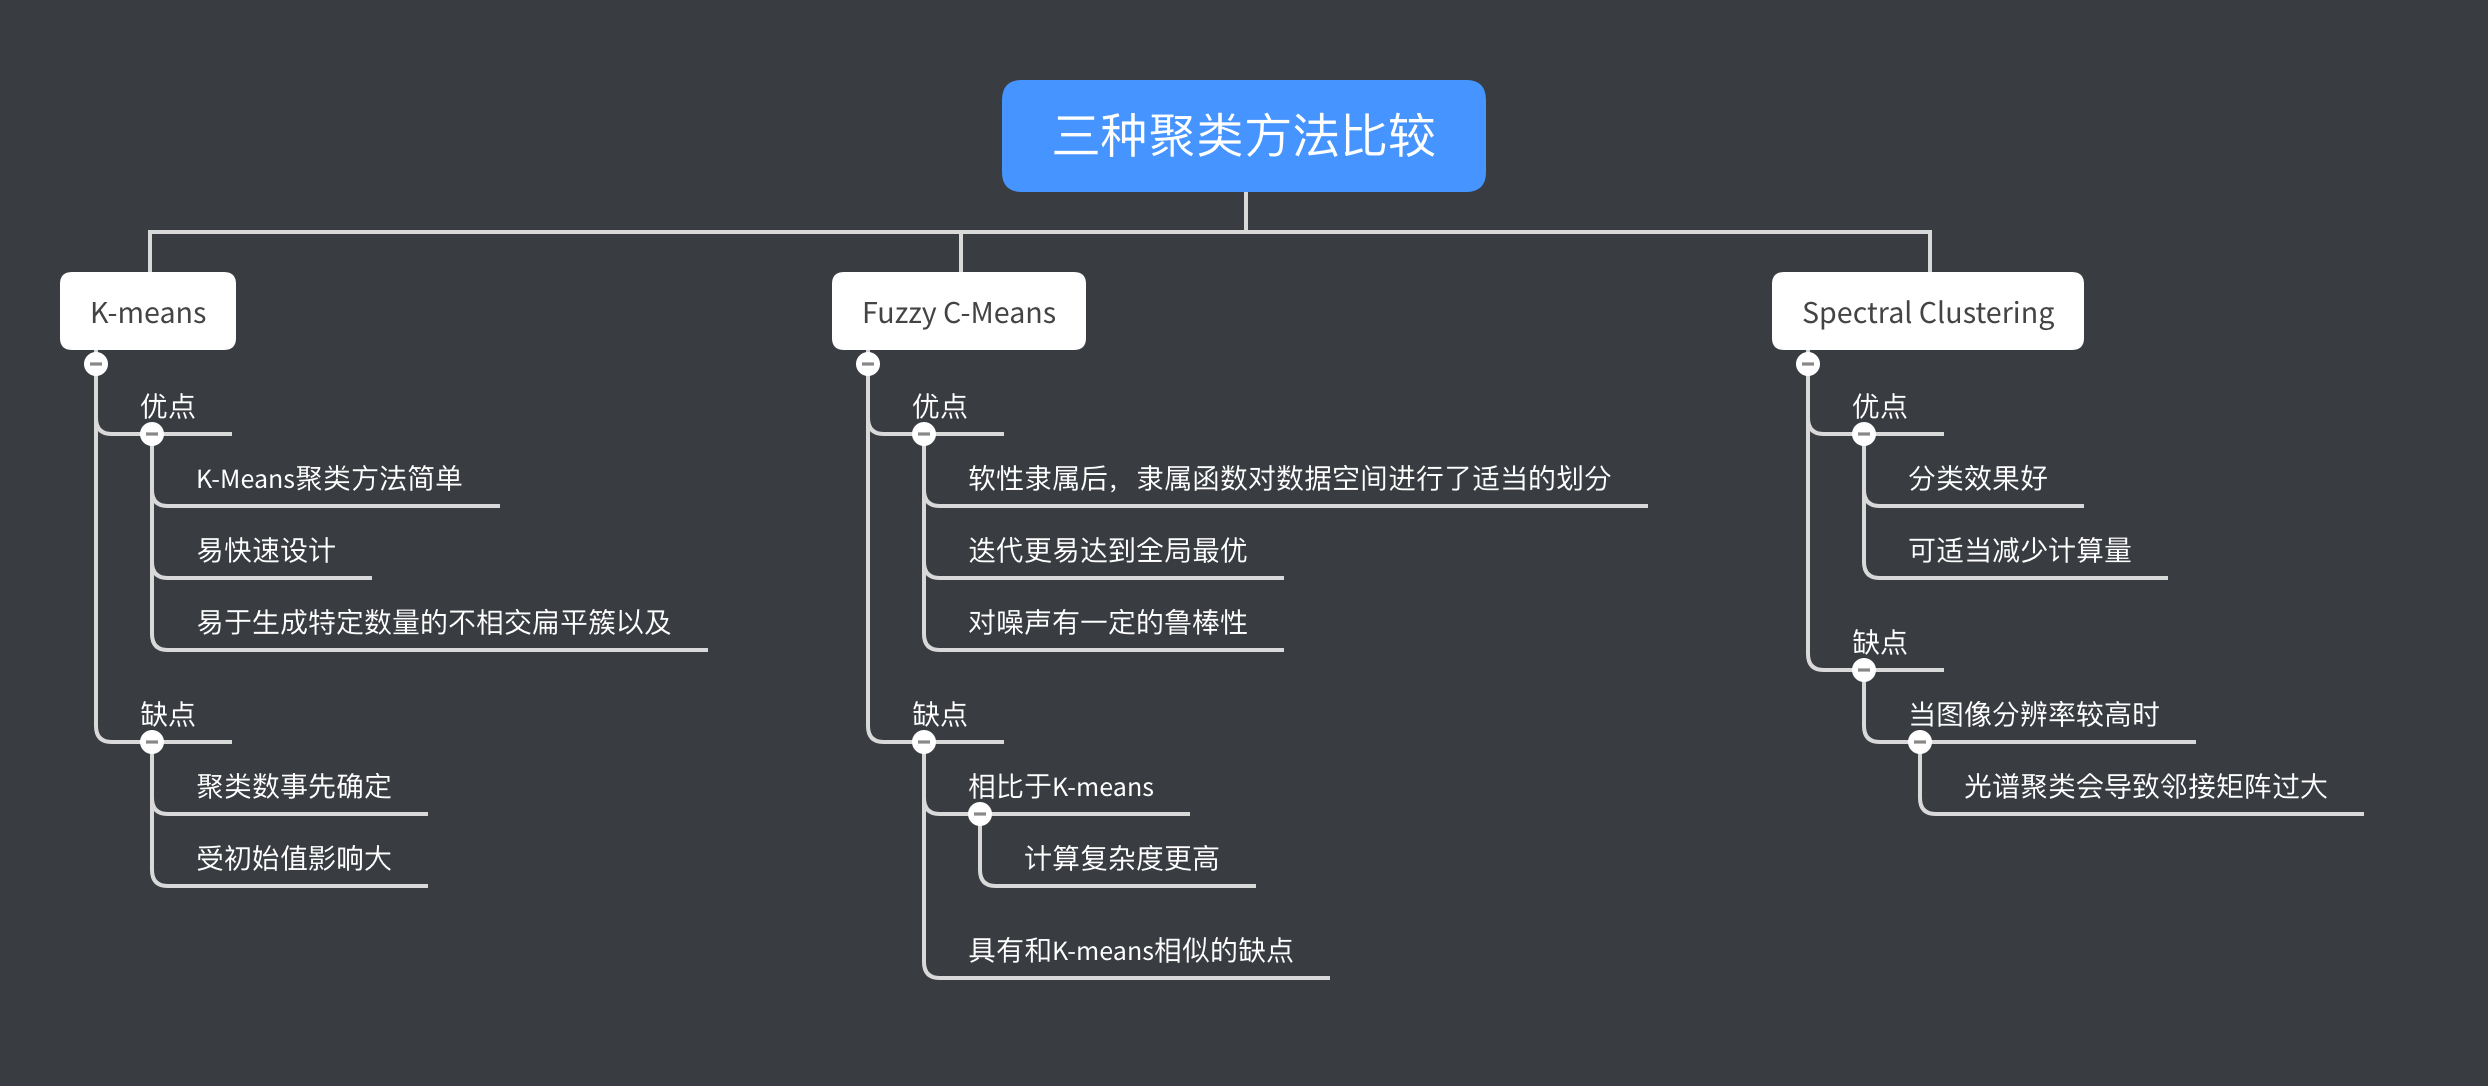 三种聚类方法比较
K-means
优点
K-Means聚类方法简单
易快速设计
易于生成特定数量的不相交扁平簇以及
缺点
聚类数事先确定
受初始值影响大
Fuzzy C-Means
优点
软性隶属后，隶属函数对数据空间进行了适当的划分
迭代更易达到全局最优
对噪声有一定的鲁棒性
缺点
相比于K-means
计算复杂度更高
具有和K-means相似的缺点
Spectral Clustering
优点
分类效果好
可适当减少计算量
缺点
当图像分辨率较高时
光谱聚类会导致邻接矩阵过大